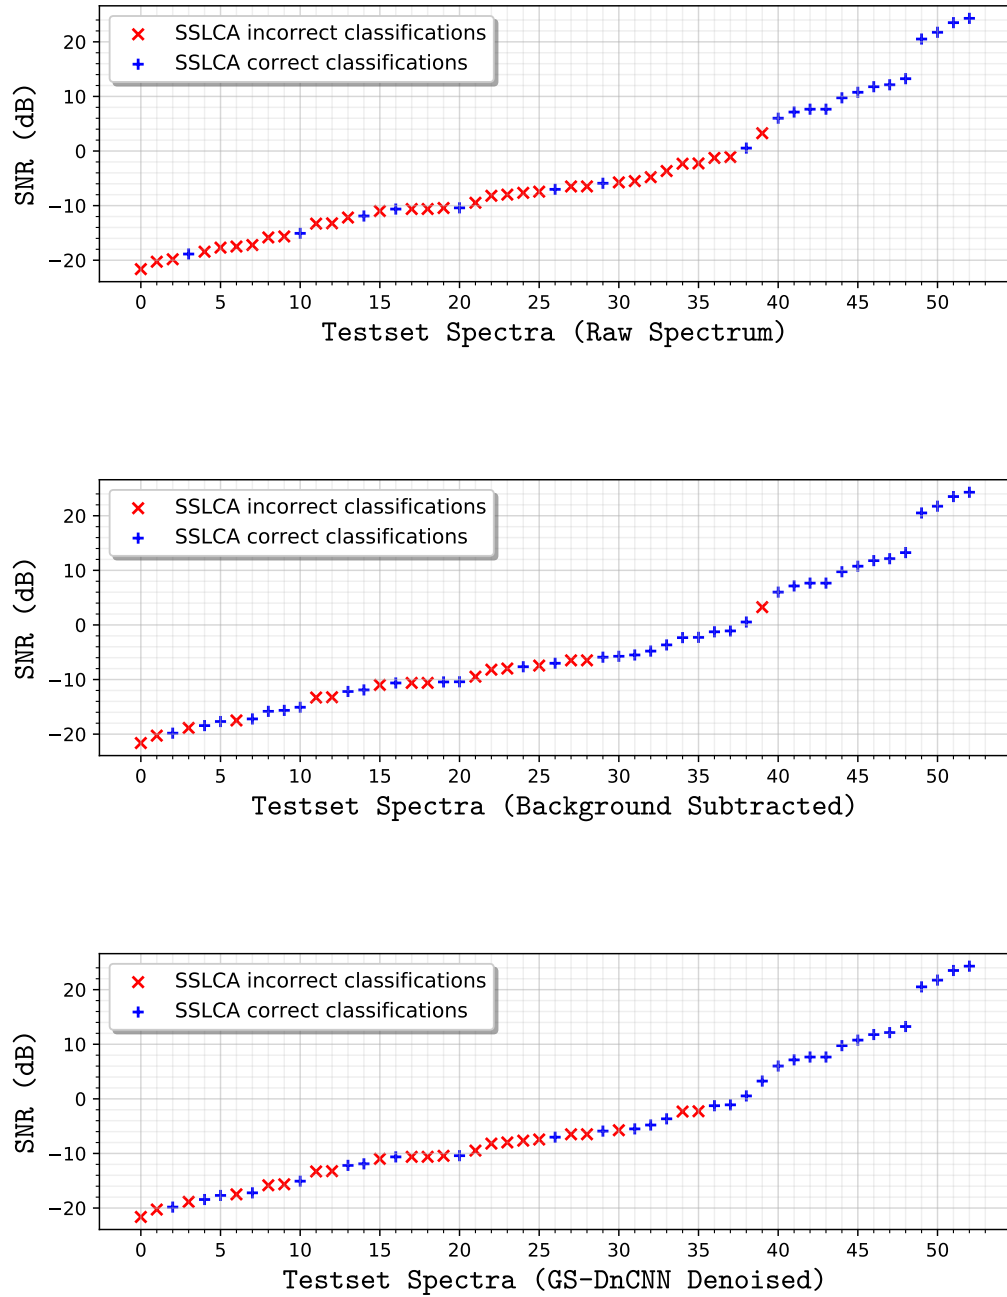 SSLCA incorrect classifications
SSLCA correct classifications
SNR (dB)
20
10
0
−10
−20
0 5 10 15 20 25 30 35 40 45 50
Testset Spectra (Raw Spectrum)
SSLCA incorrect classifications
SSLCA correct classifications
SNR (dB)
20
10
0
−10
−20
0 5 10 15 20 25 30 35 40 45 50
Testset Spectra (Background Subtracted)
SSLCA incorrect classifications
SSLCA correct classifications
SNR (dB)
20
10
0
−10
−20
0 5 10 15 20 25 30 35 40 45 50
Testset Spectra (GS-DnCNN Denoised)